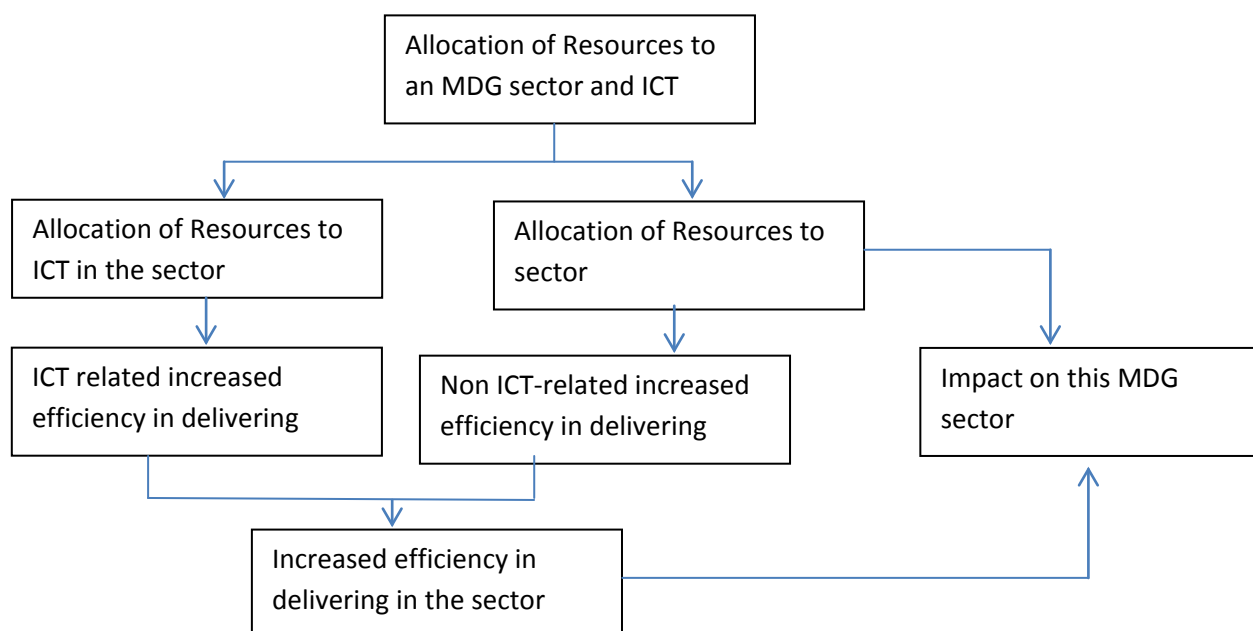 Allocation of Resources to
an MDG sector and ICT
Allocation of Resources to
ICT in the sector
Allocation of Resources to
sector
ICT related increased
efficiency in delivering
Non ICT-related increased
efficiency in delivering
Impact on this MDG
sector
Increased efficiency in
delivering in the sector